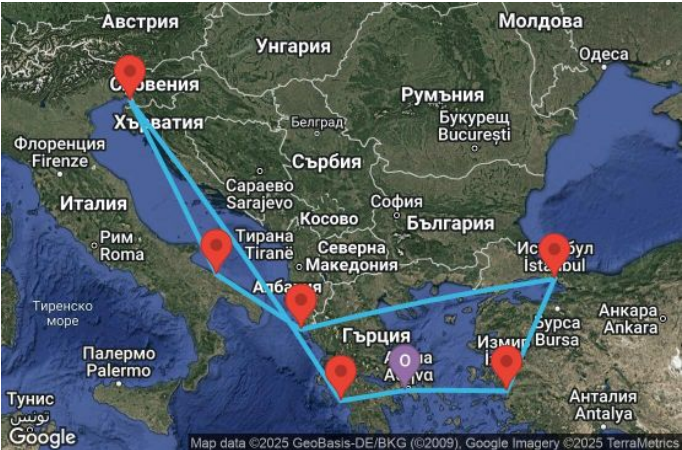 Австрия
Молдова
Унгария
Одеса
Словения
Румъния
Хърватия
Белград
Букурещ
București
Флоренция
Firenze
Сърбия
Сараево
Sarajevo
Италия
София
Косово
България
Рим
Roma
Тирана
Tiranë
Северна
Македония
Истанбул
İstanbul
Албания
Тиренско
море
Анкара
Ankara
Бурса
Bursa
Гърция
Измир
Палермо
Palermo
O
Анталия
Antalya
Тунис
تونس
Google
Map data ©2025 GeoBasis-DE/BKG (©2009), Google Imagery ©2025 TerraMetrics